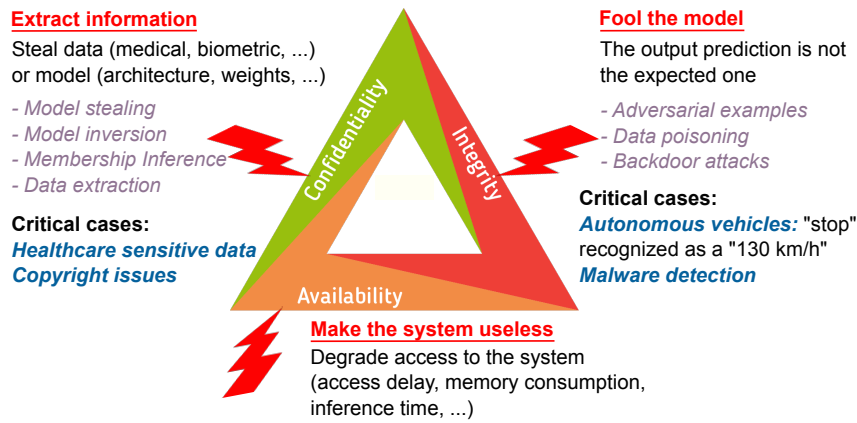 Extract information
Steal data (medical, biometric, ...)
or model (architecture, weights, ...)
- Model stealing
- Model inversion
- Membership Inference
- Data extraction
Critical cases:
Healthcare sensitive data
Copyright issues
Confidentiality
Integrity
Availability
Fool the model
The output prediction is not
the expected one
- Adversarial examples
- Data poisoning
- Backdoor attacks
Critical cases:
Autonomous vehicles: "stop"
recognized as a "130 km/h"
Malware detection
Make the system useless
Degrade access to the system
(access delay, memory consumption,
inference time, ...)